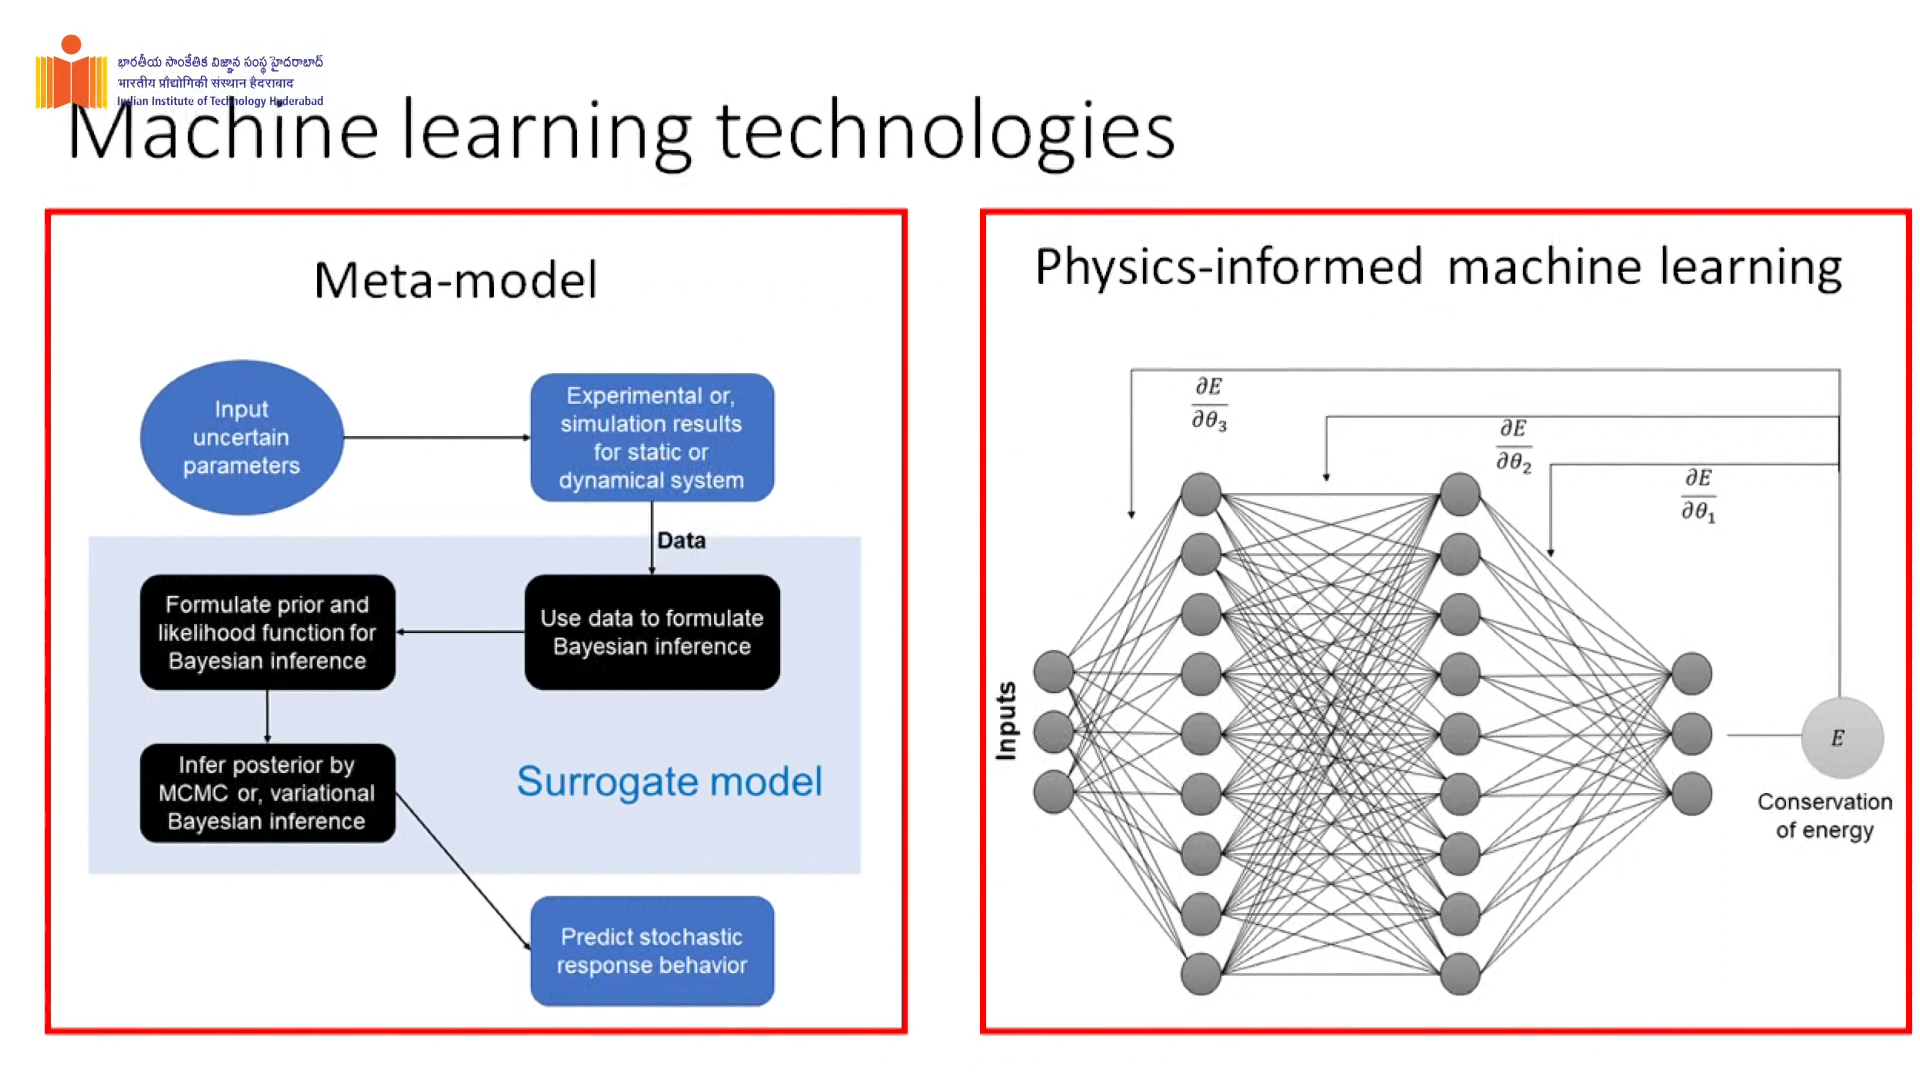 భారతీయ సాంకేతిక విజ్ఞాన సంస్థ హైదరాబాద్
भारतीय प्रौद्योगिकी संस्थान हैदराबाद
Indian Institute of Technology Hyderabad
Machine learning technologies
Meta-model
Input
uncertain
parameters
Experimental or,
simulation results
for static or
dynamical system
Data
Use data to formulate
Bayesian inference
Formulate prior and
likelihood function for
Bayesian inference
Infer posterior by
MCMC or, variational
Bayesian inference
Surrogate model
Predict stochastic
response behavior
Physics-informed machine learning
∂E
∂θ₃
∂E
∂θ₂
∂E
∂θ₁
Inputs
E
Conservation
of energy